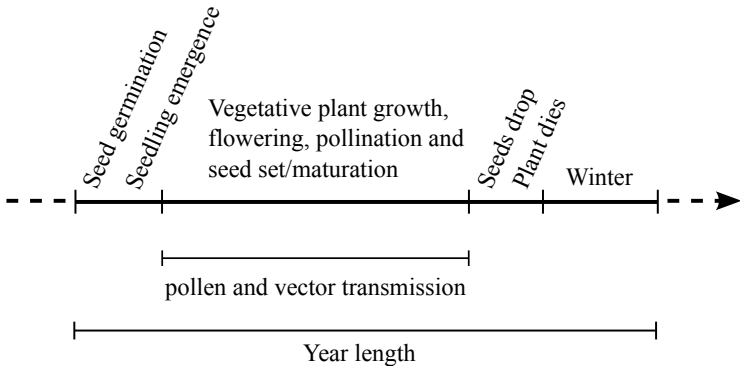 Seed germination
Seedling emergence
Vegetative plant growth,
flowering, pollination and
seed set/maturation
Seeds drop
Plant dies
Winter
pollen and vector transmission
Year length